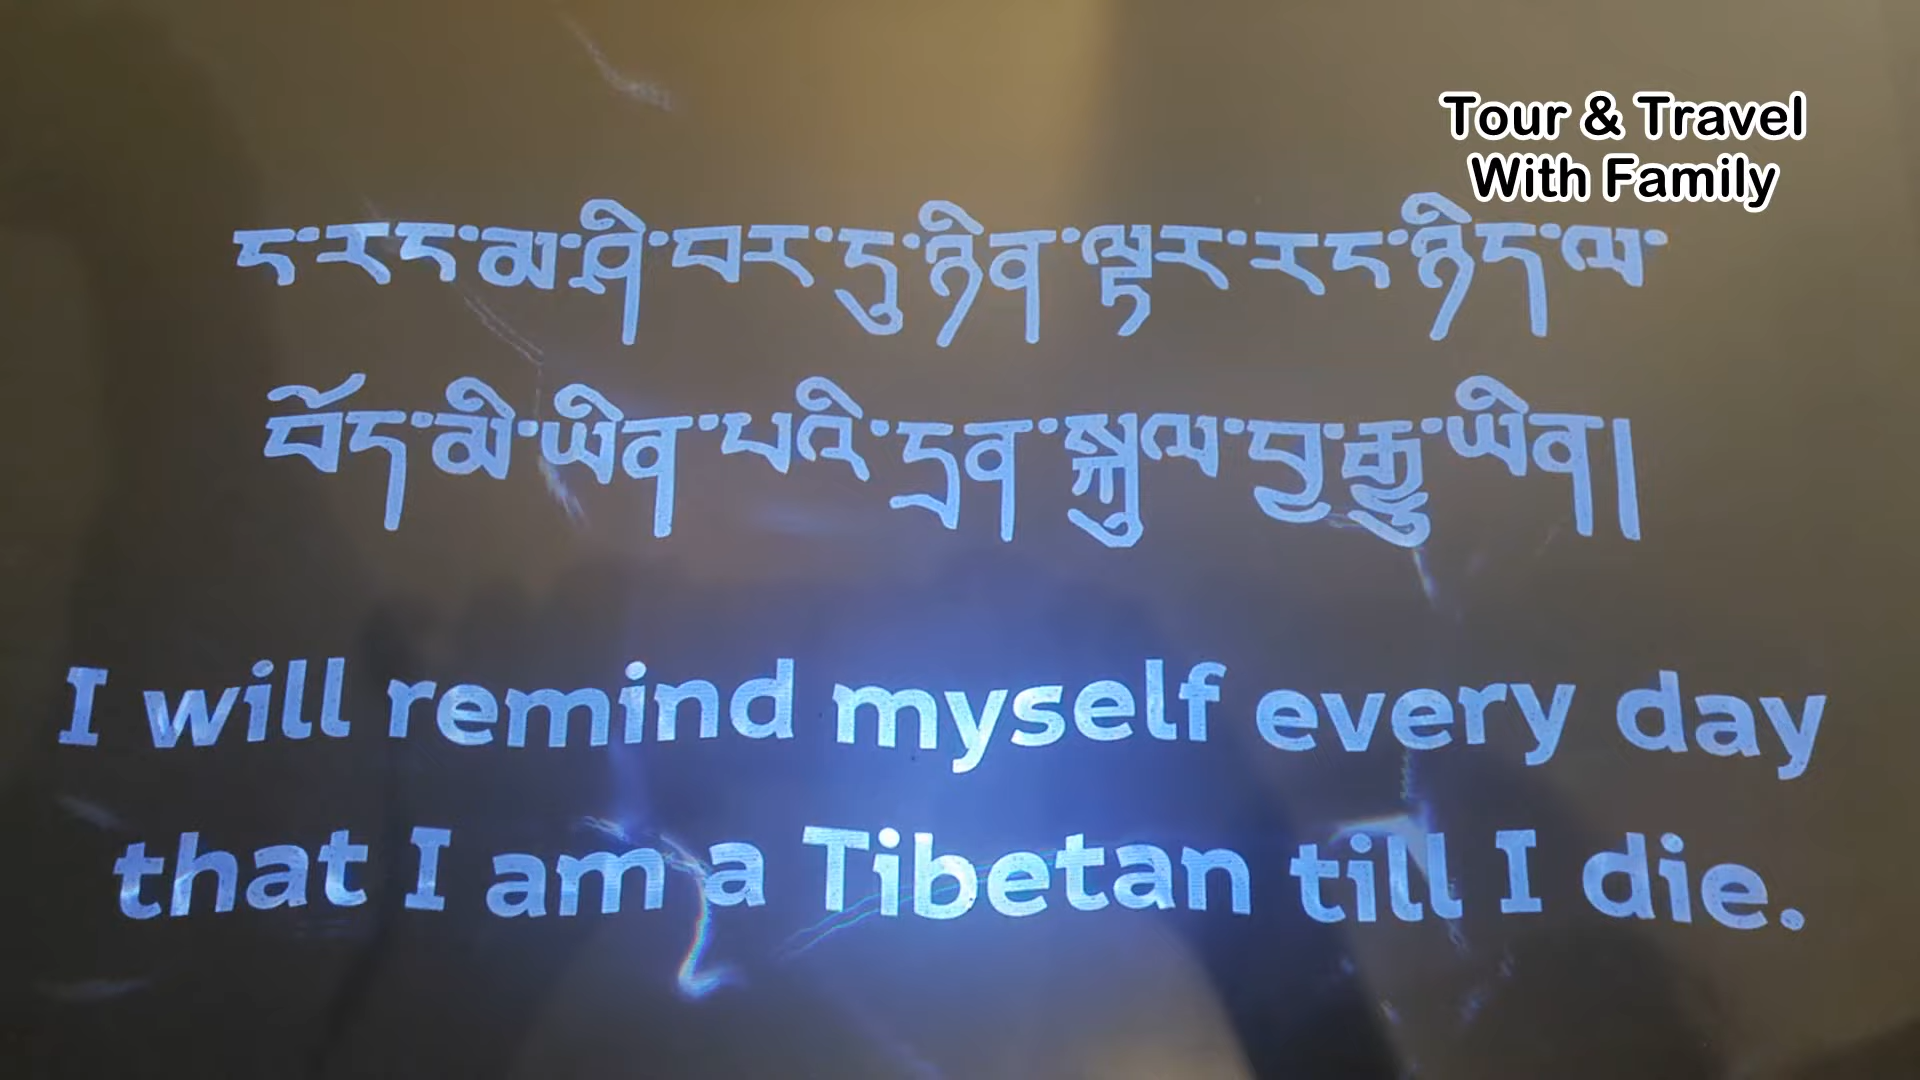 Tour & Travel
With Family
ང་རང་མ་ཤི་བར་དུ་ཉིན་ལྟར་རང་ཉིད་ལ་
བོད་མི་ཡིན་པའི་དྲན་སྐུལ་བྱ་རྒྱུ་ཡིན།
I will remind myself every day
that I am a Tibetan till I die.